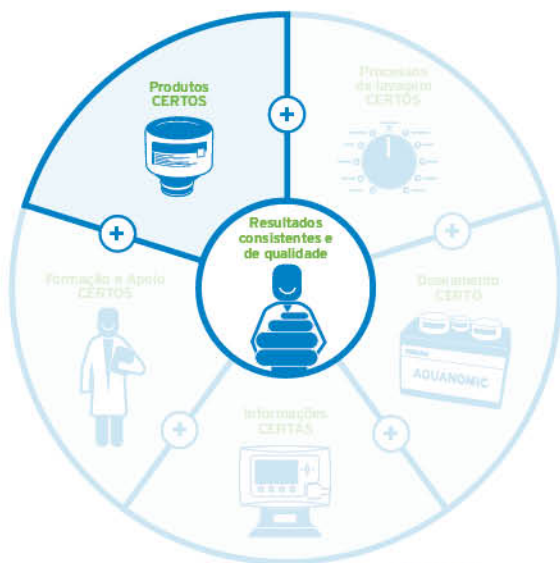 Produtos
CERTOS
Processo
de lavagem
CERTOS
Resultados
consistentes e
de qualidade
Formação e Apoio
CERTOS
Doseamento
CERTO
AQUANOMIC
Informações
CERTAS